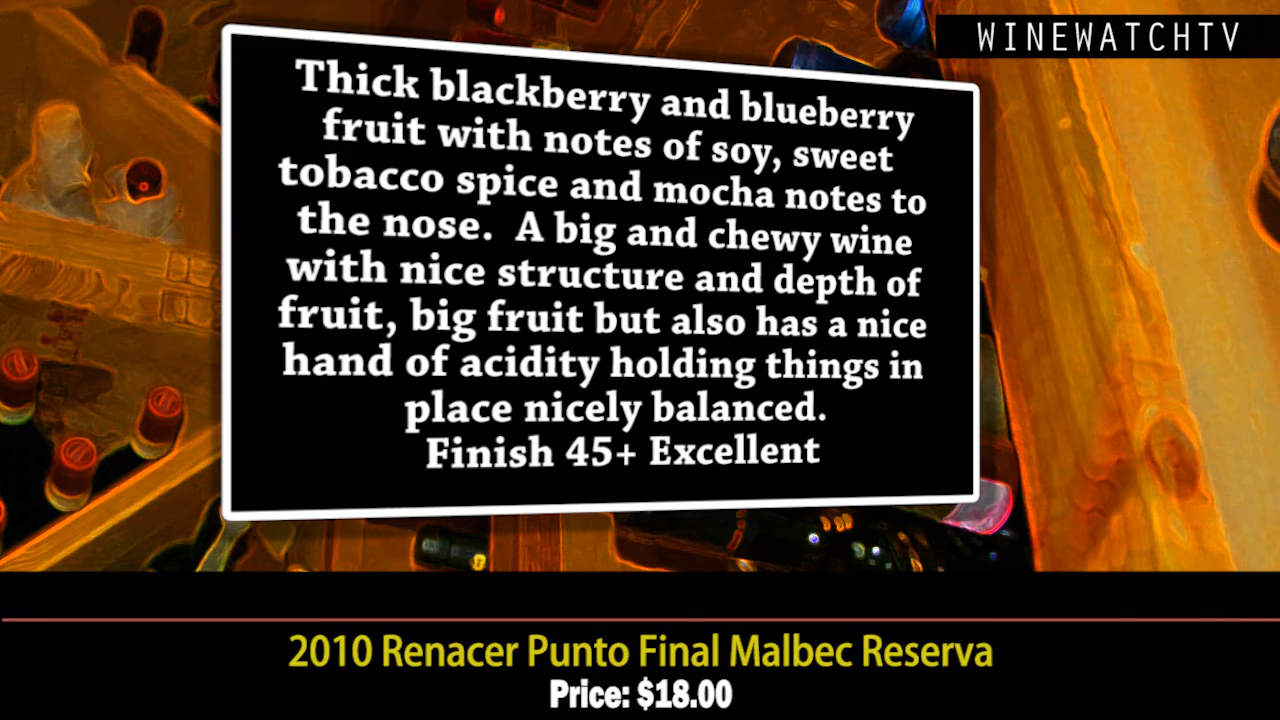 WINEWATCHTV
Thick blackberry and blueberry
fruit with notes of soy, sweet
tobacco spice and mocha notes to
the nose.  A big and chewy wine
with nice structure and depth of
fruit, big fruit but also has a nice
hand of acidity holding things in
place nicely balanced.
Finish 45+ Excellent
2010 Renacer Punto Final Malbec Reserva
Price: $18.00